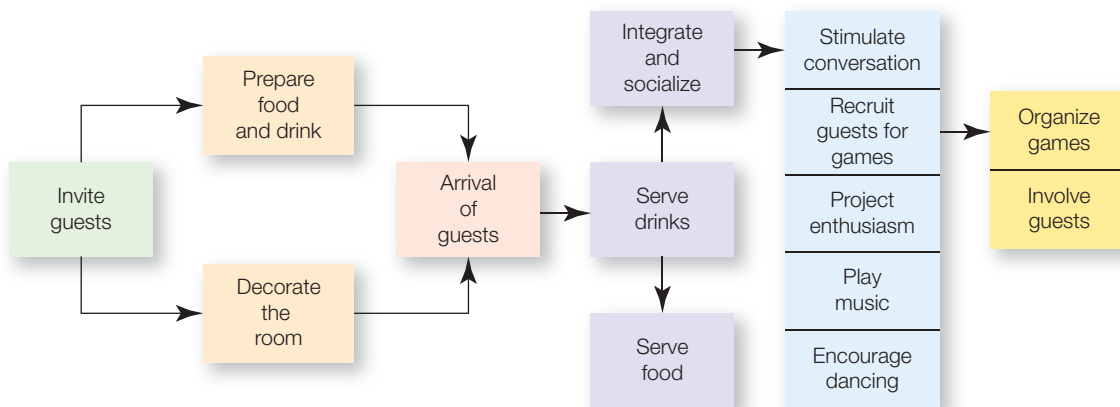 Invite
guests
Prepare
food
and drink
Decorate
the
room
Arrival
of
guests
Integrate
and
socialize
Serve
drinks
Serve
food
Stimulate
conversation
Recruit
guests for
games
Project
enthusiasm
Play
music
Encourage
dancing
Organize
games
Involve
guests